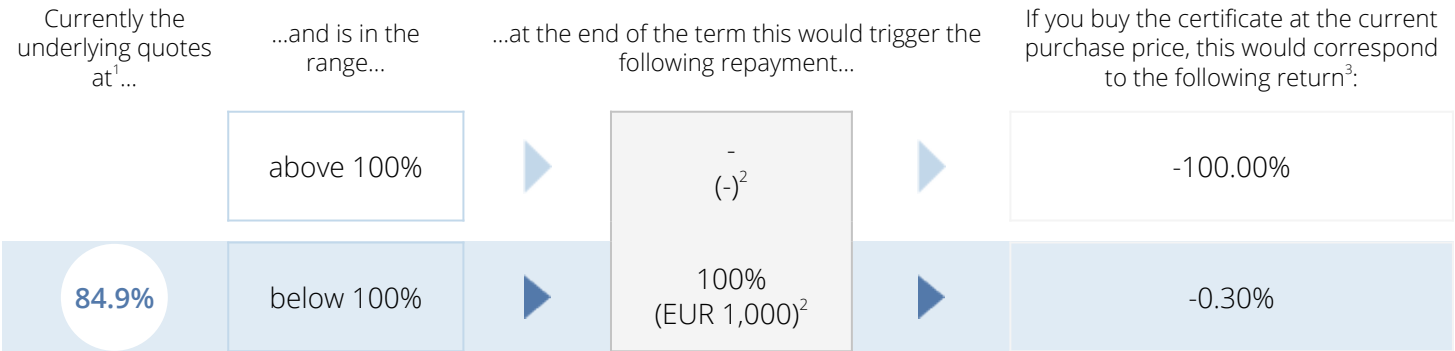 Currently the
underlying quotes
at¹...
...and is in the
range...
...at the end of the term this would trigger the
following repayment...
If you buy the certificate at the current
purchase price, this would correspond
to the following return³:
above 100%
-
(-)²
-100.00%
84.9%
below 100%
100%
(EUR 1,000)²
-0.30%